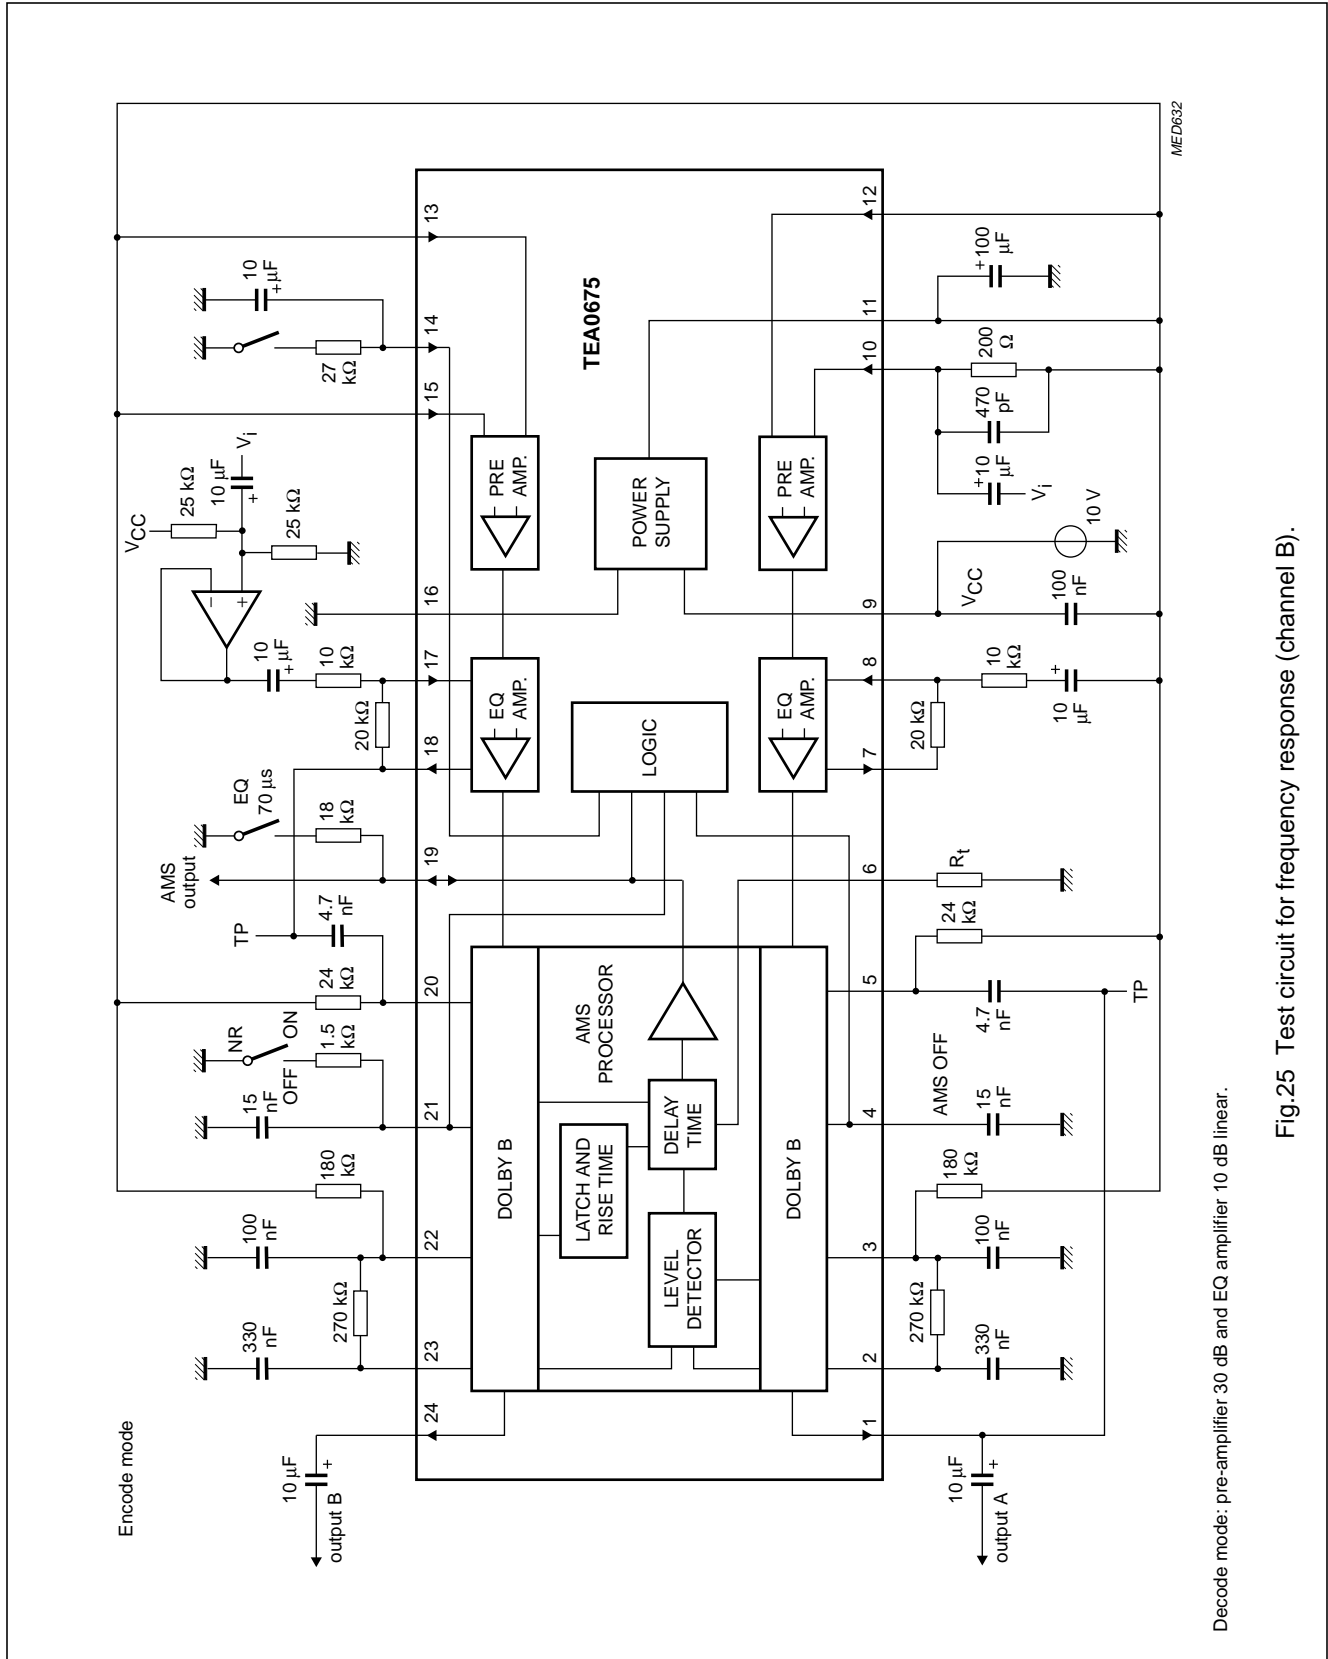 Encode mode
10 µF
+
output B
24
330
nF
270 kΩ
23
100
nF
22
180
kΩ
15
nF
OFF
21
NR
ON
1.5
kΩ
24
kΩ
20
TP
4.7
nF
AMS
output
19
EQ
70 µs
18
kΩ
18
20 kΩ
17
10
kΩ
10
µF
+
−
+
16
VCC
25 kΩ
10 µF
+
Vi
25 kΩ
15
27
kΩ
14
10
µF
+
13
DOLBY B
EQ
AMP.
PRE
AMP.
TEA0675
AMS
PROCESSOR
LATCH AND
RISE TIME
DELAY
TIME
LEVEL
DETECTOR
LOGIC
POWER
SUPPLY
DOLBY B
EQ
AMP.
PRE
AMP.
1
10 µF
+
output A
2
330
nF
270 kΩ
3
100
nF
180
kΩ
4
AMS OFF
15
nF
5
4.7
nF
TP
24
kΩ
6
Rt
7
20 kΩ
8
10
kΩ
10
µF
+
9
VCC
100
nF
10 V
10
+
10
µF
Vi
470
pF
200
Ω
11
+
100
µF
12
MED632
Decode mode: pre-amplifier 30 dB and EQ amplifier 10 dB linear.
Fig.25 Test circuit for frequency response (channel B).